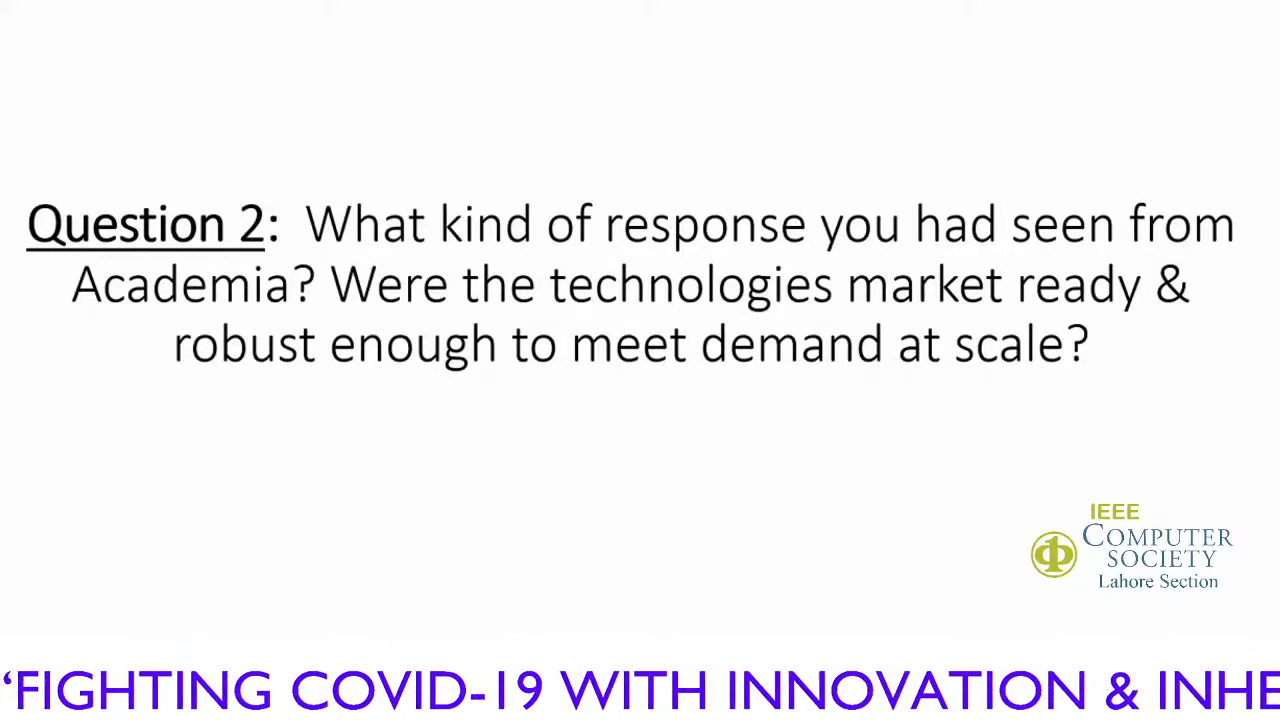 Question 2: What kind of response you had seen from
Academia? Were the technologies market ready &
robust enough to meet demand at scale?
IEEE
COMPUTER
SOCIETY
Lahore Section
‘FIGHTING COVID-19 WITH INNOVATION & INHE